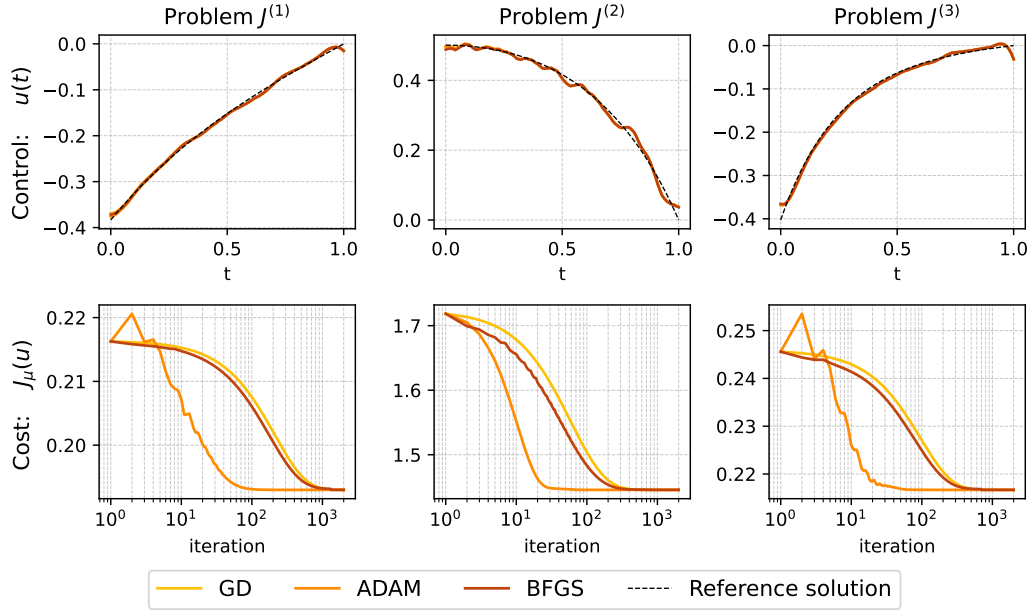 Problem J^(1)
Problem J^(2)
Problem J^(3)
Control: u(t)
0.0
−0.1
−0.2
−0.3
−0.4
0.0 0.5 1.0
t
0.4
0.2
0.0
0.0 0.5 1.0
t
0.0
−0.1
−0.2
−0.3
−0.4
0.0 0.5 1.0
t
Cost: J_μ(u)
0.22
0.21
0.20
10^0 10^1 10^2 10^3
iteration
1.7
1.6
1.5
10^0 10^1 10^2 10^3
iteration
0.25
0.24
0.23
0.22
10^0 10^1 10^2 10^3
iteration
GD ADAM BFGS Reference solution